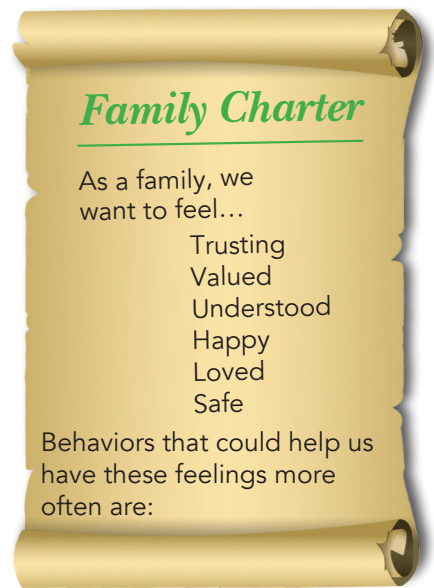 Family Charter
As a family, we
want to feel...
Trusting
Valued
Understood
Happy
Loved
Safe
Behaviors that could help us
have these feelings more
often are: